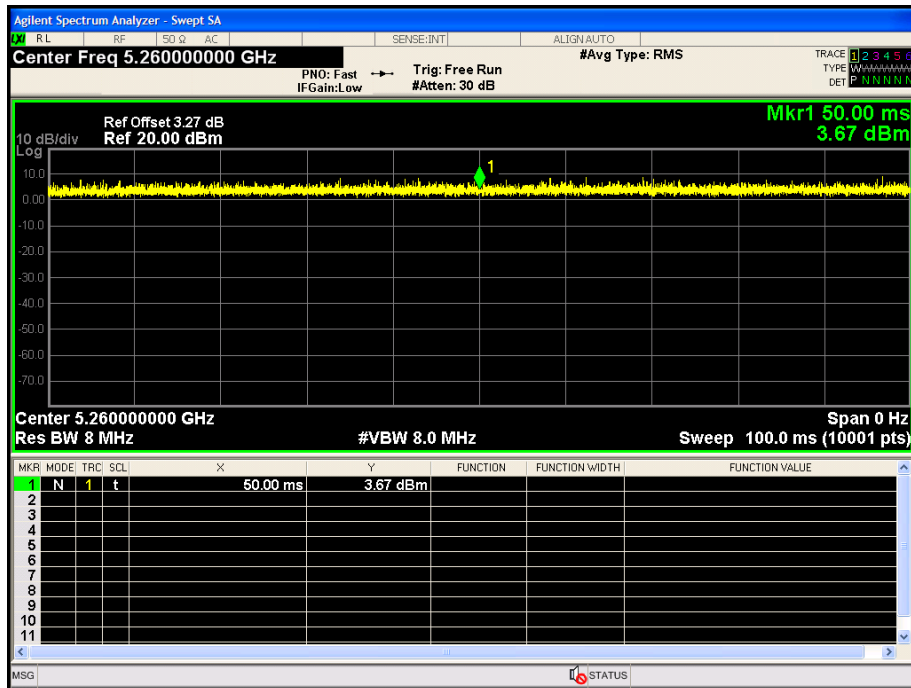 Agilent Spectrum Analyzer - Swept SA
LXI RL RF 50 Ω AC SENSE:INT ALIGN AUTO
Center Freq 5.260000000 GHz
#Avg Type: RMS
PNO: Fast Trig: Free Run
IFGain:Low #Atten: 30 dB
TRACE 1 2 3 4 5 6
TYPE
DET P N N N N N
Mkr1 50.00 ms
3.67 dBm
Ref Offset 3.27 dB
10 dB/div Ref 20.00 dBm
Log
1
10.0
0.00
-10.0
-20.0
-30.0
-40.0
-50.0
-60.0
-70.0
Center 5.260000000 GHz Span 0 Hz
Res BW 8 MHz #VBW 8.0 MHz Sweep 100.0 ms (10001 pts)
MKR MODE TRC SCL X Y FUNCTION FUNCTION WIDTH FUNCTION VALUE
1 N 1 t 50.00 ms 3.67 dBm
2
3
4
5
6
7
8
9
10
11
MSG STATUS